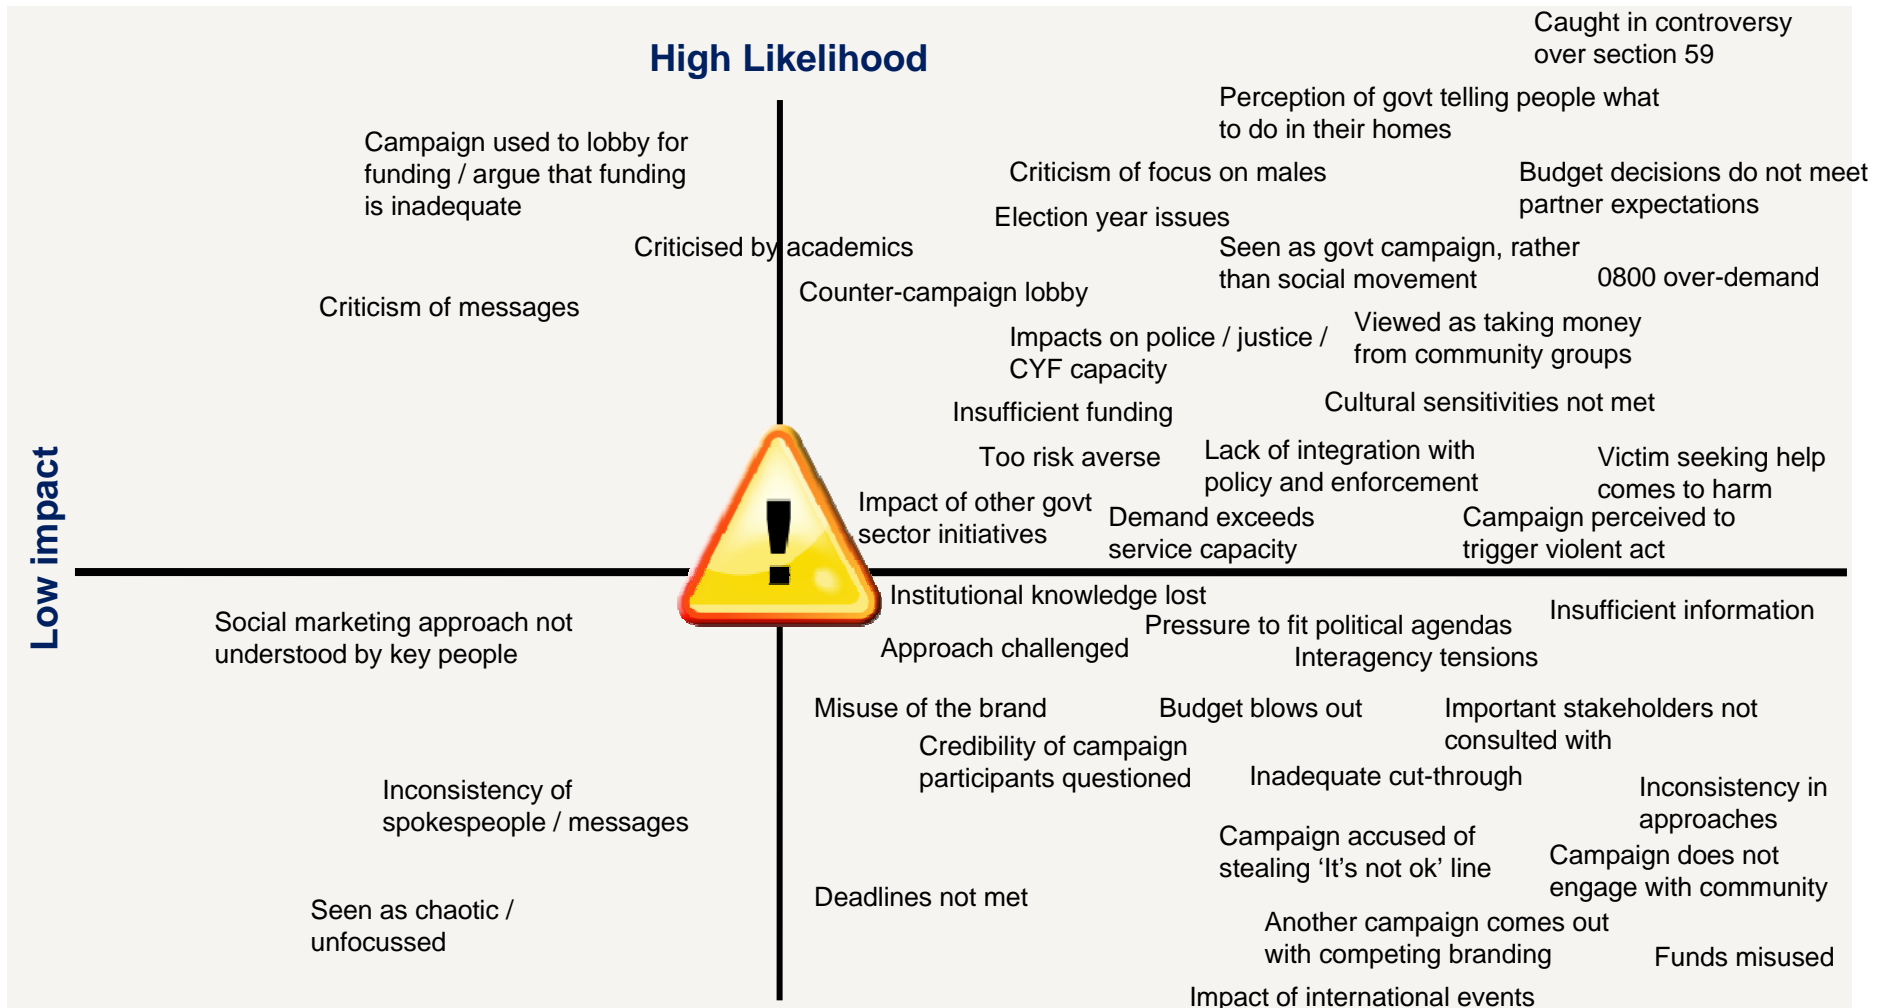 Caught in controversy
over section 59
High Likelihood
Perception of govt telling people what
to do in their homes
Campaign used to lobby for
funding / argue that funding
is inadequate
Criticism of focus on males
Budget decisions do not meet
partner expectations
Election year issues
Criticised by academics
Seen as govt campaign, rather
than social movement
0800 over-demand
Counter-campaign lobby
Criticism of messages
Impacts on police / justice /
CYF capacity
Viewed as taking money
from community groups
Insufficient funding
Cultural sensitivities not met
Too risk averse
Lack of integration with
policy and enforcement
Victim seeking help
comes to harm
Impact of other govt
sector initiatives
Demand exceeds
service capacity
Campaign perceived to
trigger violent act
Low impact
!
Institutional knowledge lost
Insufficient information
Social marketing approach not
understood by key people
Pressure to fit political agendas
Approach challenged
Interagency tensions
Misuse of the brand
Budget blows out
Important stakeholders not
consulted with
Credibility of campaign
participants questioned
Inadequate cut-through
Inconsistency of
spokespeople / messages
Inconsistency in
approaches
Campaign accused of
stealing ‘It’s not ok’ line
Campaign does not
engage with community
Deadlines not met
Seen as chaotic /
unfocussed
Another campaign comes out
with competing branding
Funds misused
Impact of international events